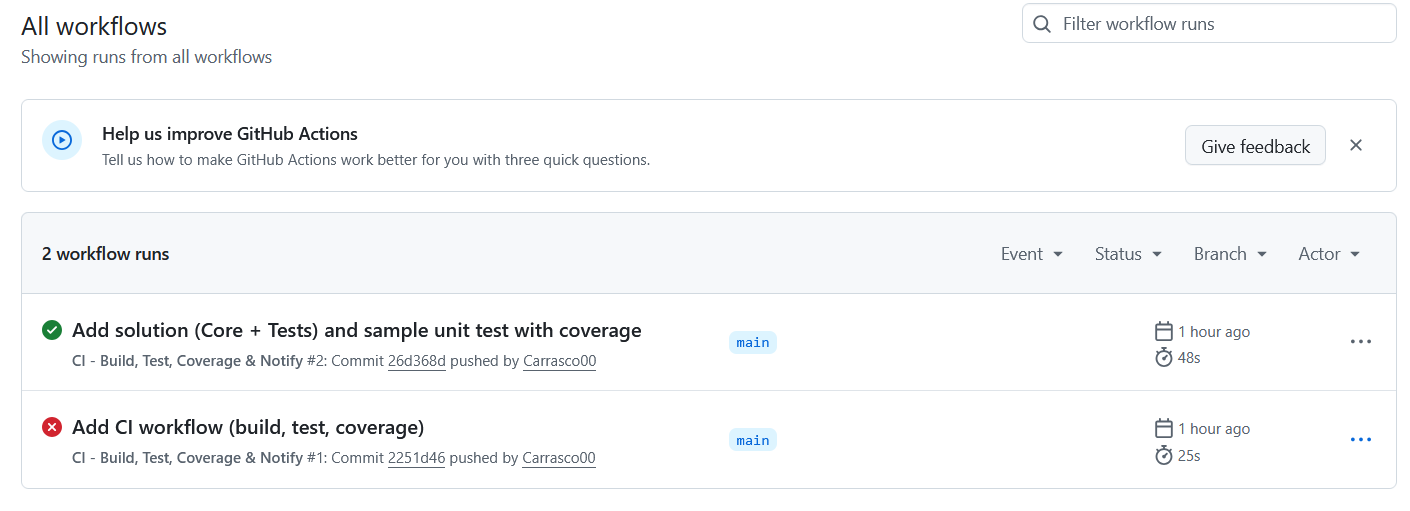 All workflows
Filter workflow runs
Showing runs from all workflows
Help us improve GitHub Actions
Tell us how to make GitHub Actions work better for you with three quick questions.
Give feedback
2 workflow runs
Event
Status
Branch
Actor
Add solution (Core + Tests) and sample unit test with coverage
CI - Build, Test, Coverage & Notify #2: Commit 26d368d pushed by Carrasco00
main
1 hour ago
48s
Add CI workflow (build, test, coverage)
CI - Build, Test, Coverage & Notify #1: Commit 2251d46 pushed by Carrasco00
main
1 hour ago
25s